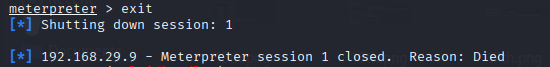 meterpreter > exit
[*] Shutting down session: 1
[*] 192.168.29.9 - Meterpreter session 1 closed.  Reason: Died